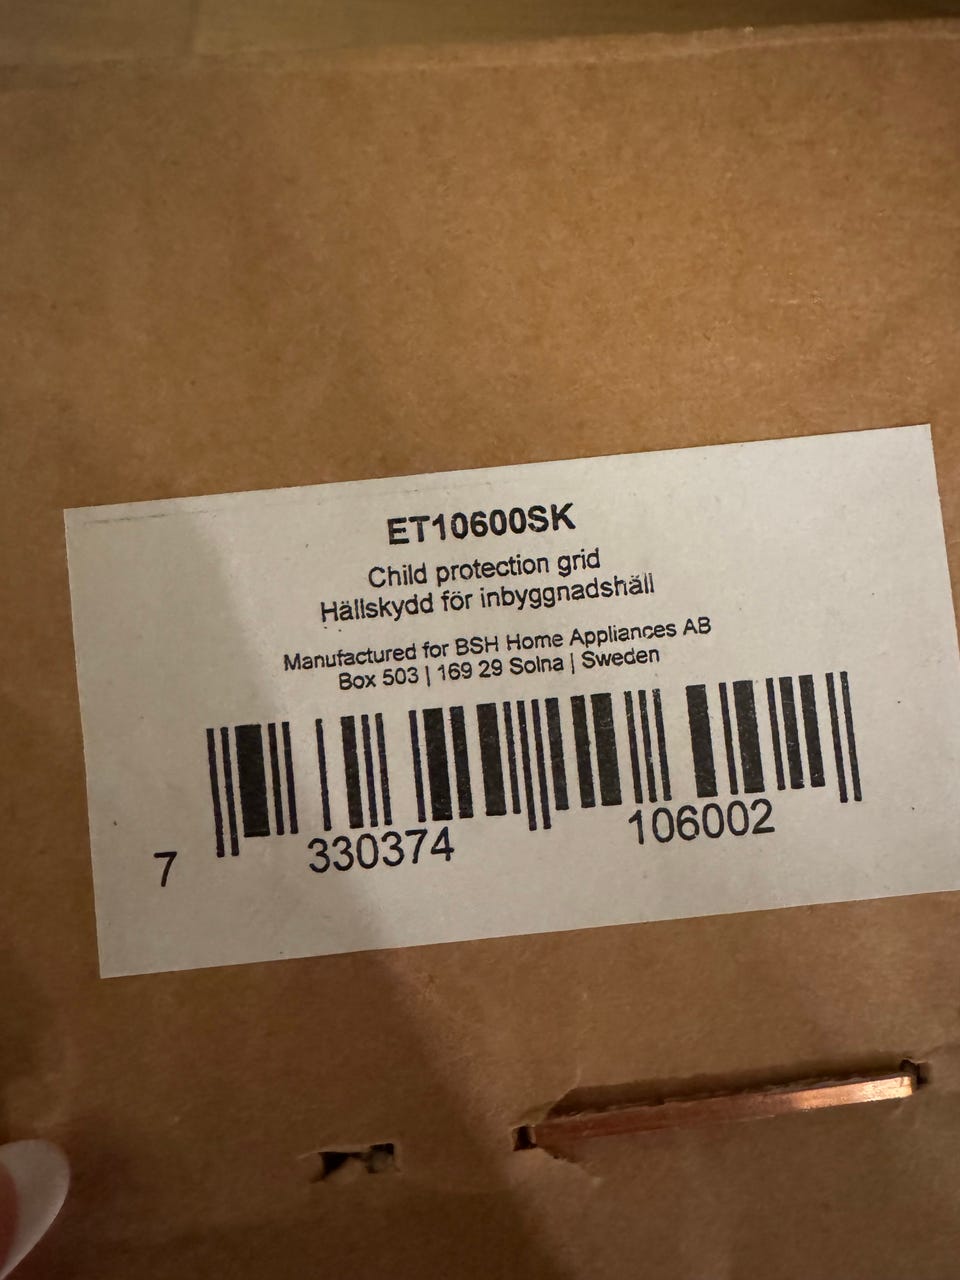 ET10600SK
Child protection grid
Hällskydd för inbyggnadshäll
Manufactured for BSH Home Appliances AB
Box 503 | 169 29 Solna | Sweden
7 330374 106002